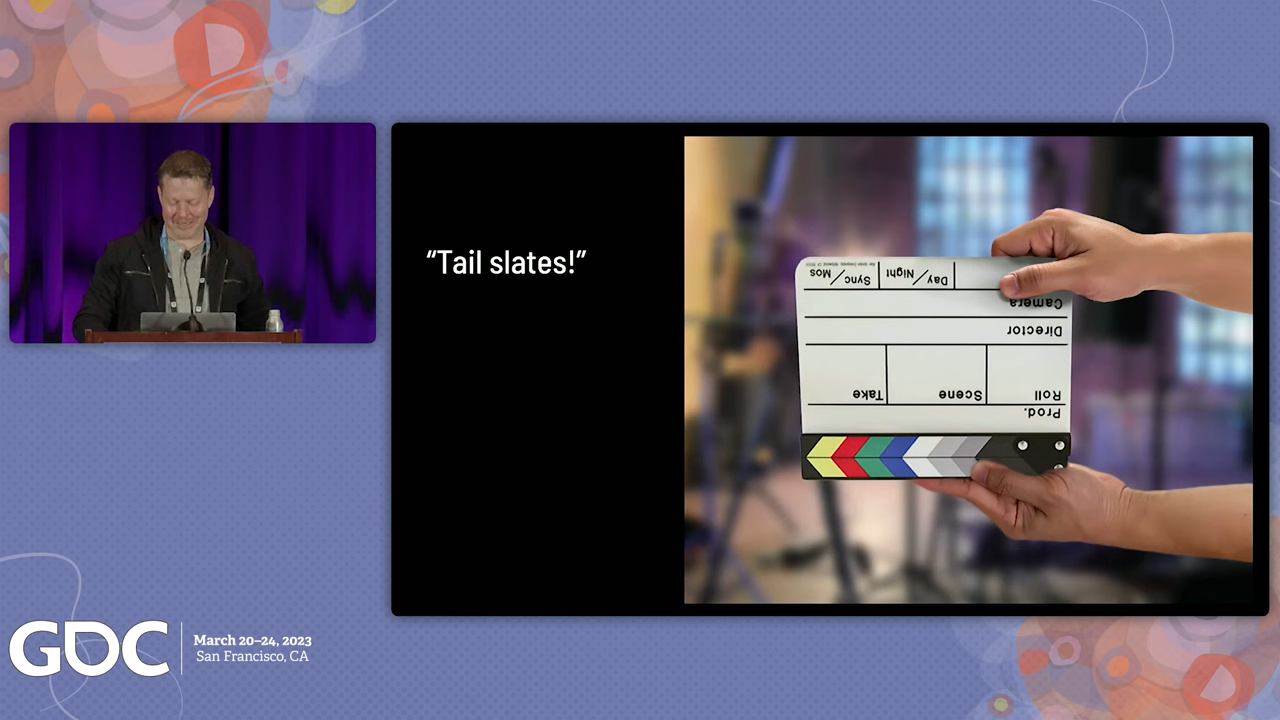 “Tail slates!”
Mos / Sync
Night / Day
Camera
Director
Take
Scene
Roll
Prod.
GDC
March 20–24, 2023
San Francisco, CA